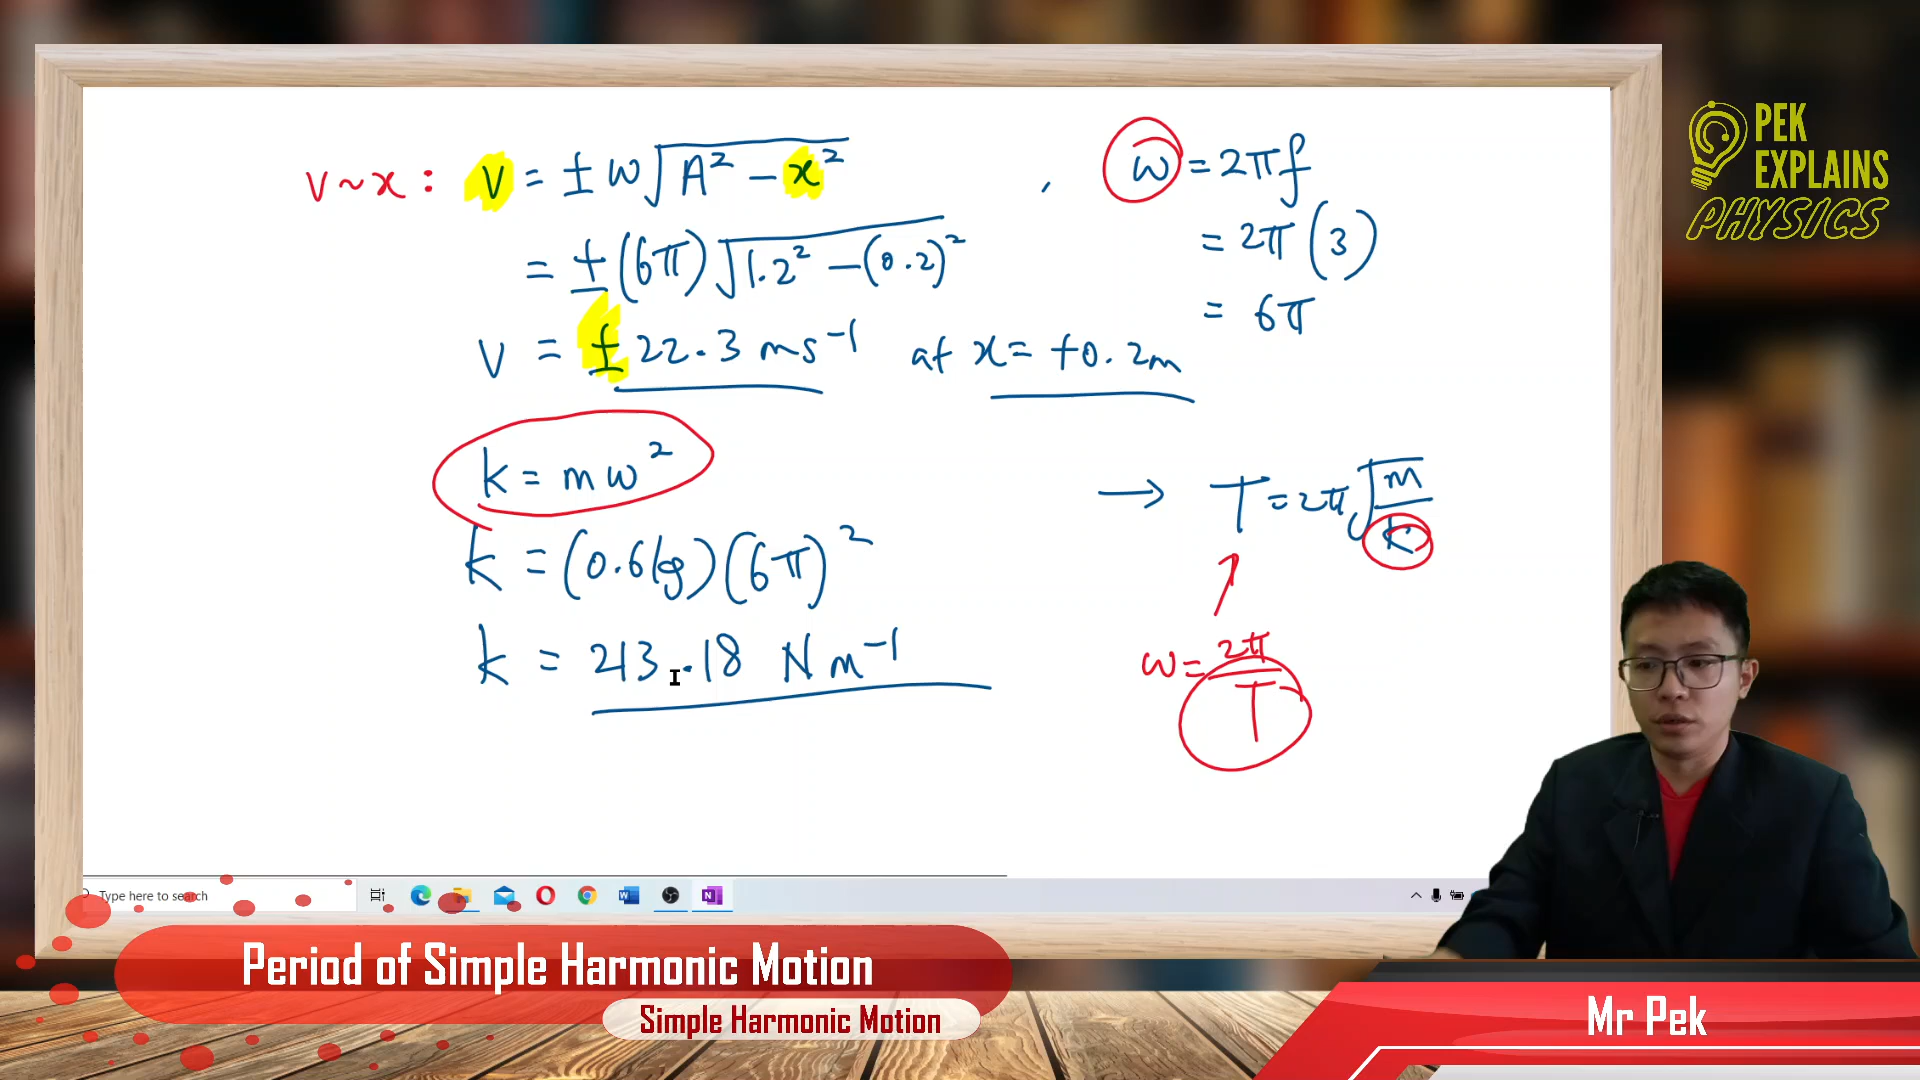 v ~ x : v = ± ω√(A² − x²)
= ± (6π) √(1.2² − (0.2)²)
v = ± 22.3 ms⁻¹ at x = +0.2m
, ω = 2πf
= 2π (3)
= 6π
k = mω²
k = (0.6kg)(6π)²
k = 213.18 N m⁻¹
→ T = 2π√(m/k)
ω = 2π/T
PEK
EXPLAINS
PHYSICS
Type here to search
Period of Simple Harmonic Motion
Simple Harmonic Motion
Mr Pek